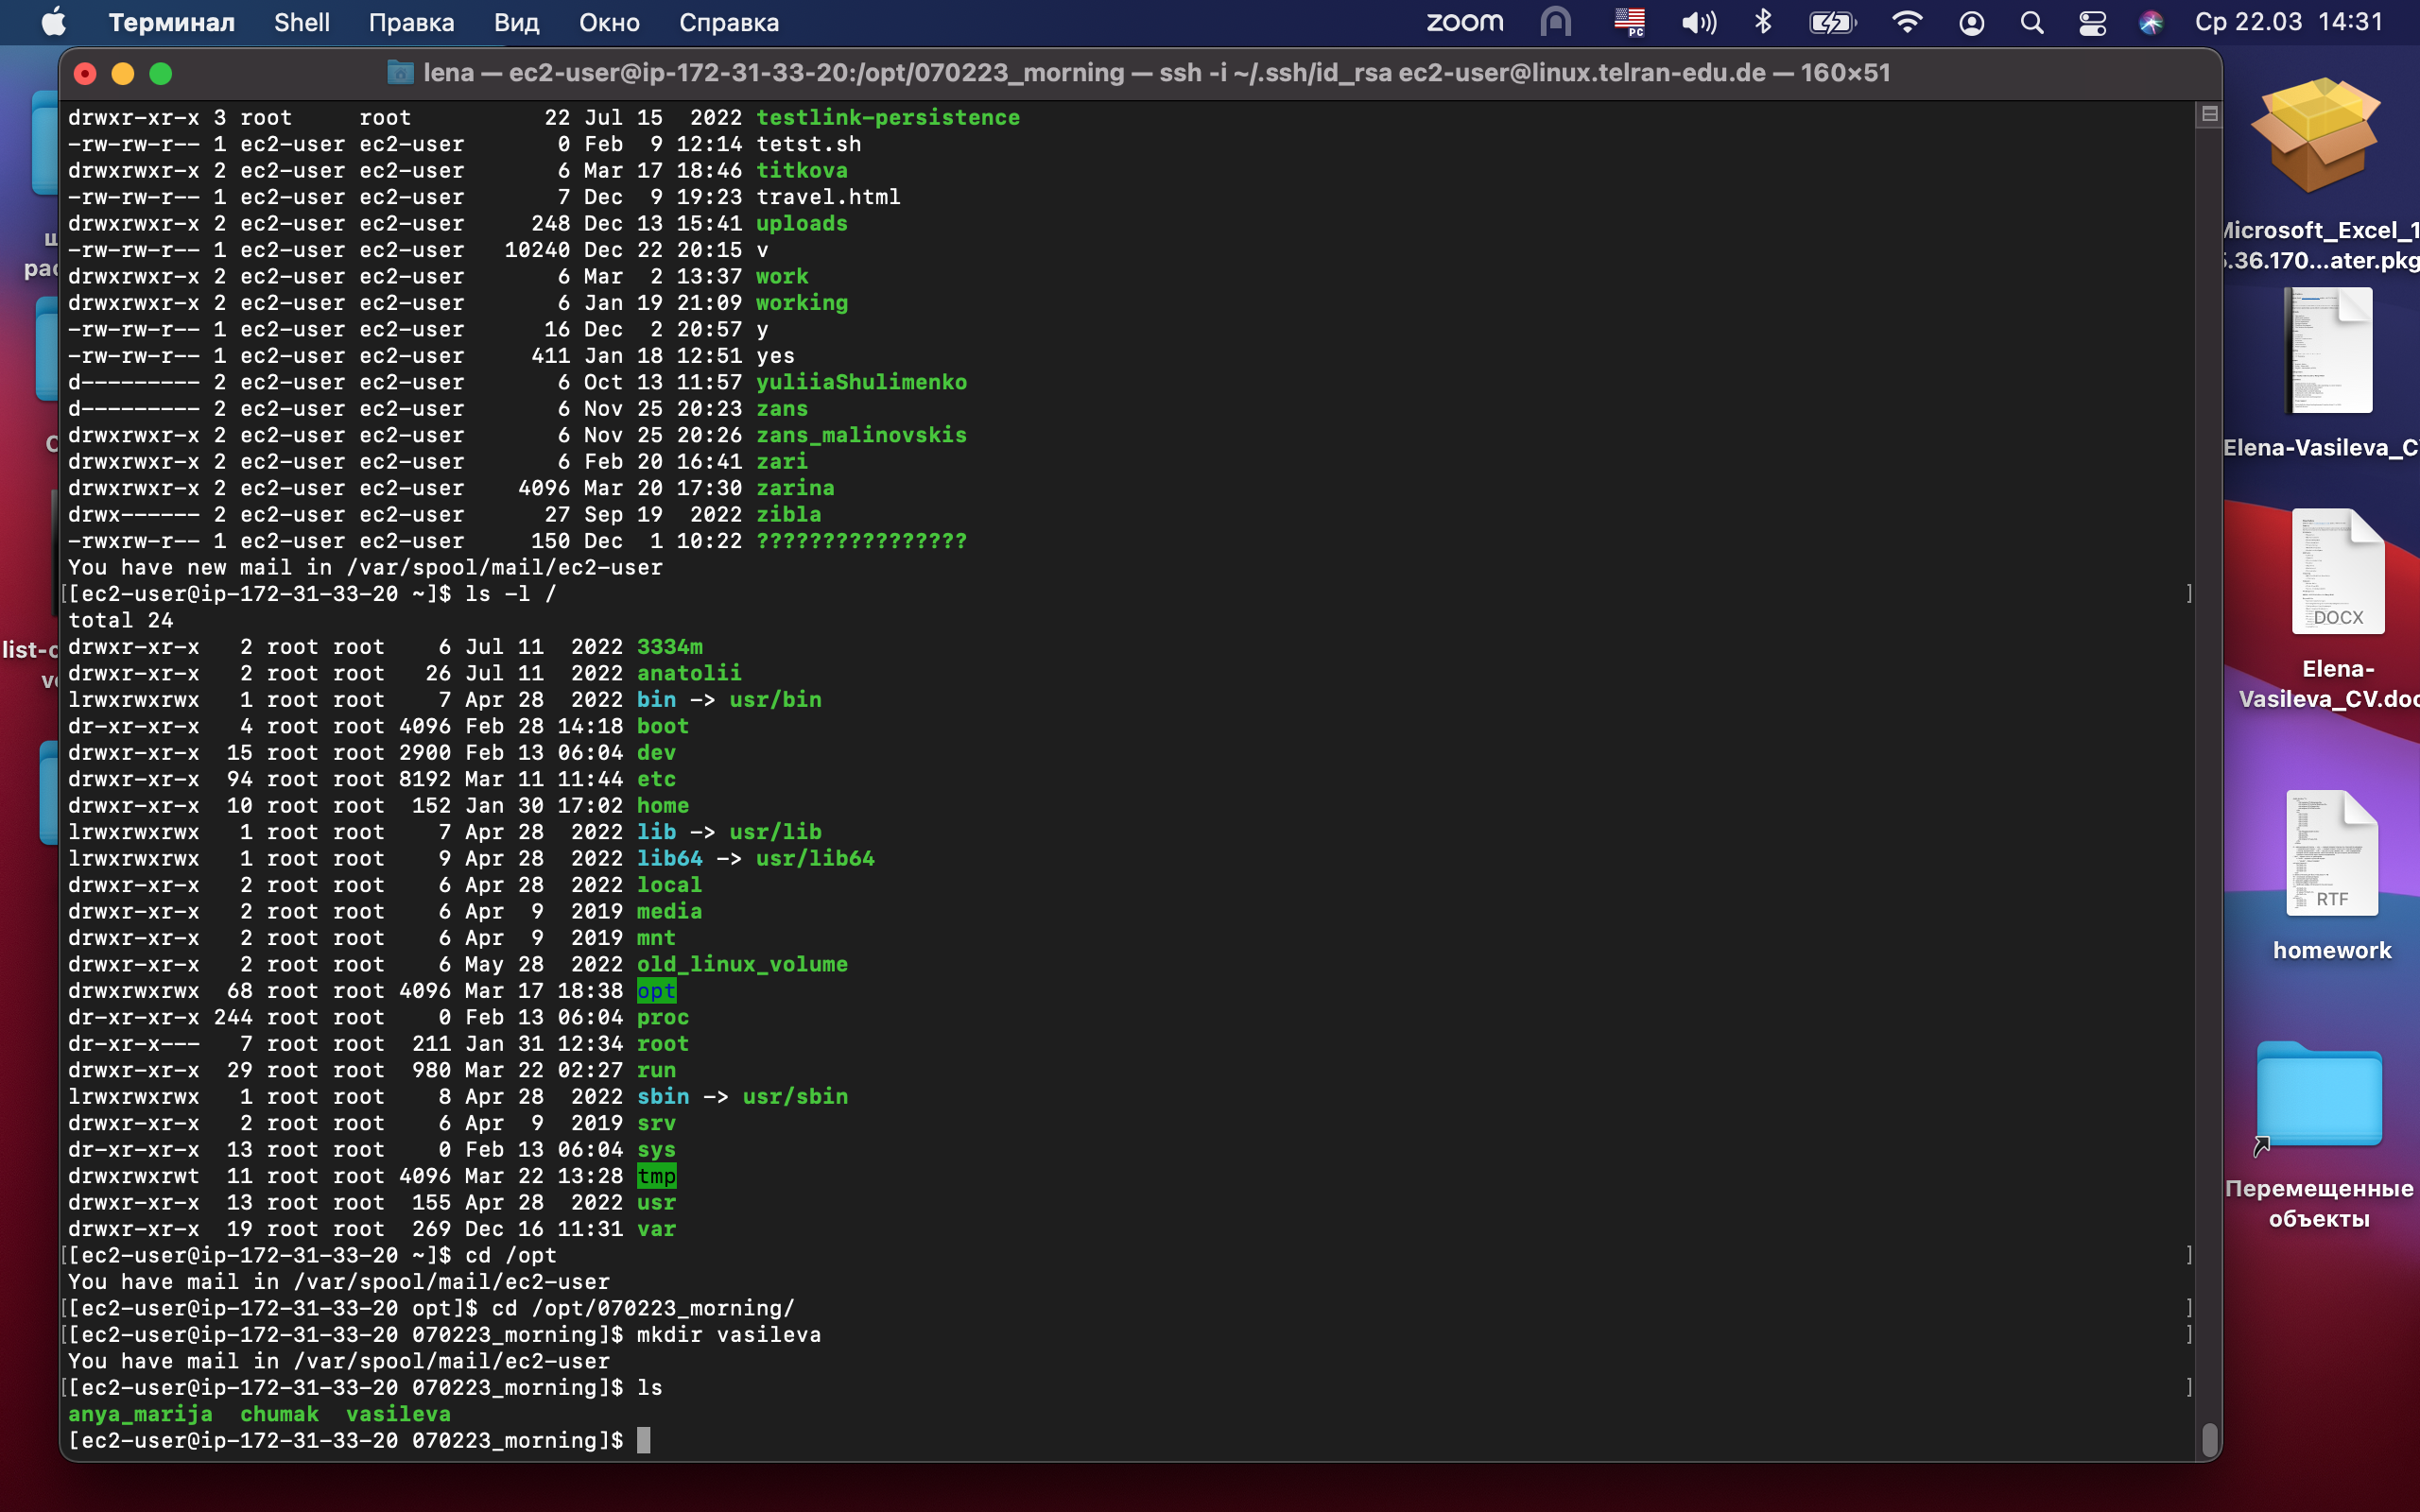 Терминал Shell Правка Вид Окно Справка zoom PC Ср 22.03 14:31
lena — ec2-user@ip-172-31-33-20:/opt/070223_morning — ssh -i ~/.ssh/id_rsa ec2-user@linux.telran-edu.de — 160×51
drwxr-xr-x 3 root     root          22 Jul 15  2022 testlink-persistence
-rw-rw-r-- 1 ec2-user ec2-user       0 Feb  9 12:14 tetst.sh
drwxrwxr-x 2 ec2-user ec2-user       6 Mar 17 18:46 titkova
-rw-rw-r-- 1 ec2-user ec2-user       7 Dec  9 19:23 travel.html
drwxrwxr-x 2 ec2-user ec2-user     248 Dec 13 15:41 uploads
-rw-rw-r-- 1 ec2-user ec2-user   10240 Dec 22 20:15 v
drwxrwxr-x 2 ec2-user ec2-user       6 Mar  2 13:37 work
drwxrwxr-x 2 ec2-user ec2-user       6 Jan 19 21:09 working
-rw-rw-r-- 1 ec2-user ec2-user      16 Dec  2 20:57 y
-rw-rw-r-- 1 ec2-user ec2-user     411 Jan 18 12:51 yes
d--------- 2 ec2-user ec2-user       6 Oct 13 11:57 yuliiaShulimenko
d--------- 2 ec2-user ec2-user       6 Nov 25 20:23 zans
drwxrwxr-x 2 ec2-user ec2-user       6 Nov 25 20:26 zans_malinovskis
drwxrwxr-x 2 ec2-user ec2-user       6 Feb 20 16:41 zari
drwxrwxr-x 2 ec2-user ec2-user    4096 Mar 20 17:30 zarina
drwx------ 2 ec2-user ec2-user      27 Sep 19  2022 zibla
-rwxrw-r-- 1 ec2-user ec2-user     150 Dec  1 10:22 ????????????????
You have new mail in /var/spool/mail/ec2-user
[[ec2-user@ip-172-31-33-20 ~]$ ls -l / ]
total 24
drwxr-xr-x   2 root root    6 Jul 11  2022 3334m
drwxr-xr-x   2 root root   26 Jul 11  2022 anatolii
lrwxrwxrwx   1 root root    7 Apr 28  2022 bin -> usr/bin
dr-xr-xr-x   4 root root 4096 Feb 28 14:18 boot
drwxr-xr-x  15 root root 2900 Feb 13 06:04 dev
drwxr-xr-x  94 root root 8192 Mar 11 11:44 etc
drwxr-xr-x  10 root root  152 Jan 30 17:02 home
lrwxrwxrwx   1 root root    7 Apr 28  2022 lib -> usr/lib
lrwxrwxrwx   1 root root    9 Apr 28  2022 lib64 -> usr/lib64
drwxr-xr-x   2 root root    6 Apr 28  2022 local
drwxr-xr-x   2 root root    6 Apr  9  2019 media
drwxr-xr-x   2 root root    6 Apr  9  2019 mnt
drwxr-xr-x   2 root root    6 May 28  2022 old_linux_volume
drwxrwxrwx  68 root root 4096 Mar 17 18:38 opt
dr-xr-xr-x 244 root root    0 Feb 13 06:04 proc
dr-xr-x---   7 root root  211 Jan 31 12:34 root
drwxr-xr-x  29 root root  980 Mar 22 02:27 run
lrwxrwxrwx   1 root root    8 Apr 28  2022 sbin -> usr/sbin
drwxr-xr-x   2 root root    6 Apr  9  2019 srv
dr-xr-xr-x  13 root root    0 Feb 13 06:04 sys
drwxrwxrwt  11 root root 4096 Mar 22 13:28 tmp
drwxr-xr-x  13 root root  155 Apr 28  2022 usr
drwxr-xr-x  19 root root  269 Dec 16 11:31 var
[[ec2-user@ip-172-31-33-20 ~]$ cd /opt ]
You have mail in /var/spool/mail/ec2-user
[[ec2-user@ip-172-31-33-20 opt]$ cd /opt/070223_morning/ ]
[[ec2-user@ip-172-31-33-20 070223_morning]$ mkdir vasileva ]
You have mail in /var/spool/mail/ec2-user
[[ec2-user@ip-172-31-33-20 070223_morning]$ ls ]
anya_marija  chumak  vasileva
[ec2-user@ip-172-31-33-20 070223_morning]$
Microsoft_Excel_1
5.36.170...ater.pkg
Elena-Vasileva_C
DOCX
Elena-
Vasileva_CV.doc
RTF
homework
Перемещенные
объекты
list-c